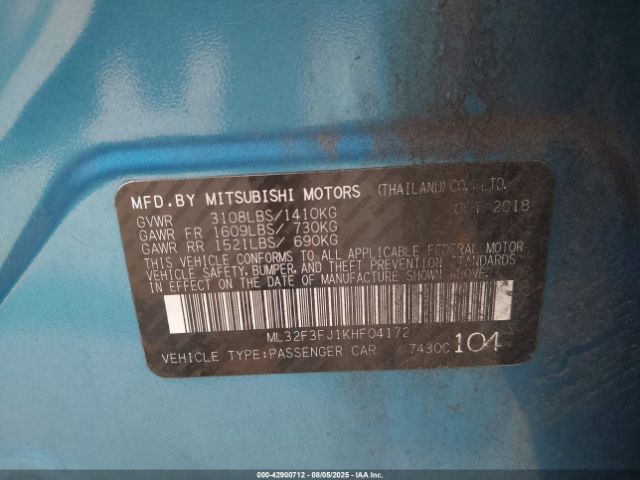 MFD.BY MITSUBISHI MOTORS (THAILAND) CO., LTD.
GVWR 3108LBS/1410KG OCT 2018
GAWR FR 1609LBS/ 730KG
GAWR RR 1521LBS/ 690KG
THIS VEHICLE CONFORMS TO ALL APPLICABLE FEDERAL MOTOR
VEHICLE SAFETY, BUMPER, AND THEFT PREVENTION STANDARDS
IN EFFECT ON THE DATE OF MANUFACTURE SHOWN ABOVE.
ML32F3FJ1KHF04172
VEHICLE TYPE:PASSENGER CAR 7430C 104
000-42900712 - 08/05/2025 - IAA Inc.